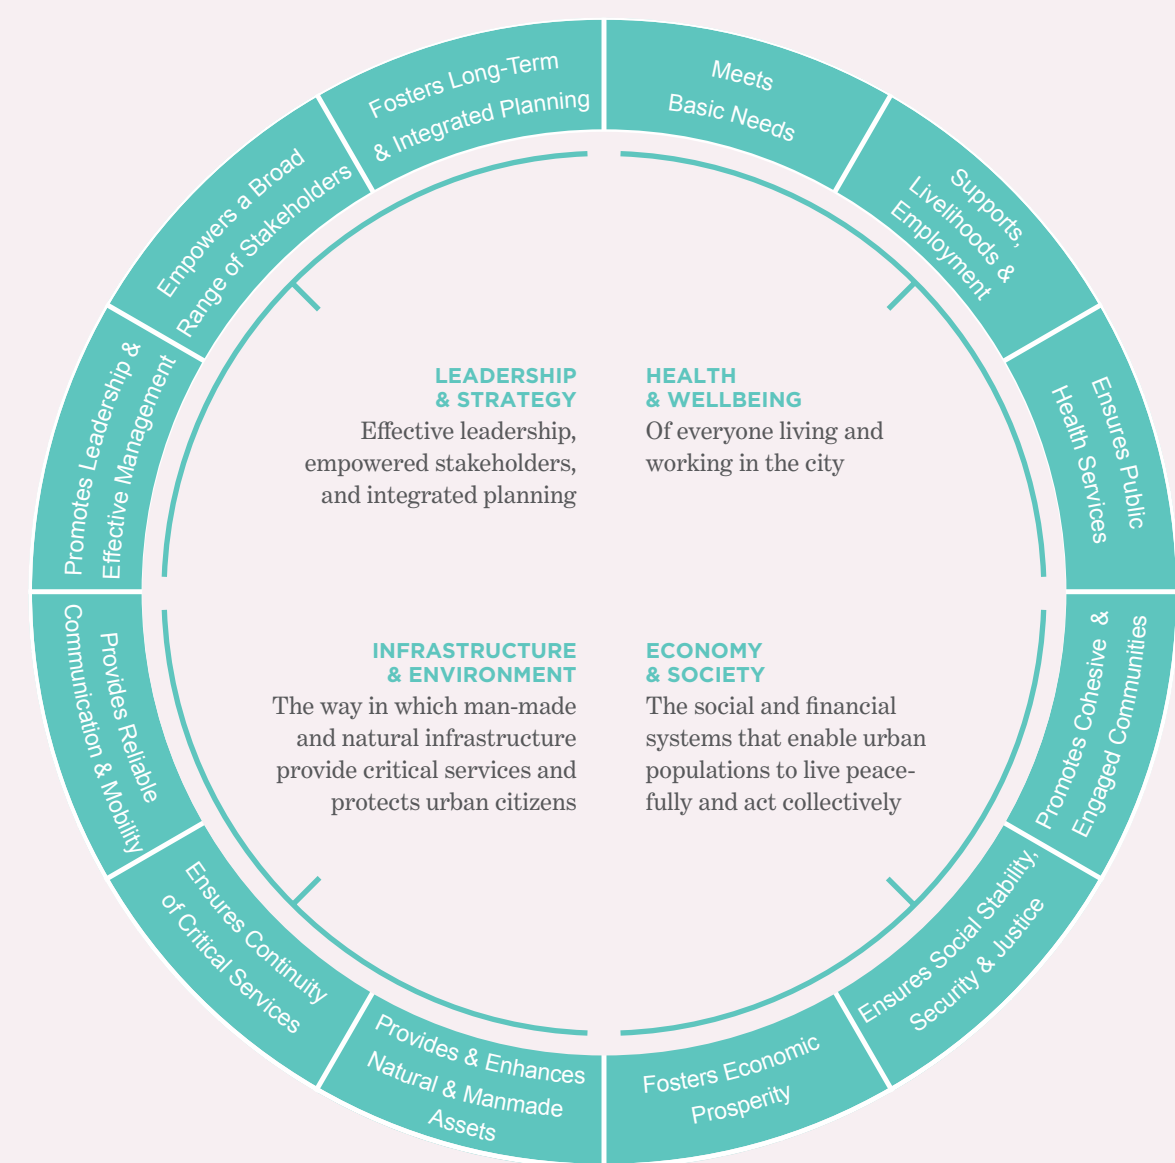 Fosters Long-Term
& Integrated Planning
Meets
Basic Needs
Supports,
Livelihoods &
Employment
Ensures Public
Health Services
Promotes Cohesive &
Engaged Communities
Ensures Social Stability,
Security & Justice
Fosters Economic
Prosperity
Provides & Enhances
Natural & Manmade
Assets
Ensures Continuity
of Critical Services
Provides Reliable
Communication & Mobility
Promotes Leadership &
Effective Management
Empowers a Broad
Range of Stakeholders
LEADERSHIP
& STRATEGY
Effective leadership,
empowered stakeholders,
and integrated planning
HEALTH
& WELLBEING
Of everyone living and
working in the city
INFRASTRUCTURE
& ENVIRONMENT
The way in which man-made
and natural infrastructure
provide critical services and
protects urban citizens
ECONOMY
& SOCIETY
The social and financial
systems that enable urban
populations to live peace-
fully and act collectively